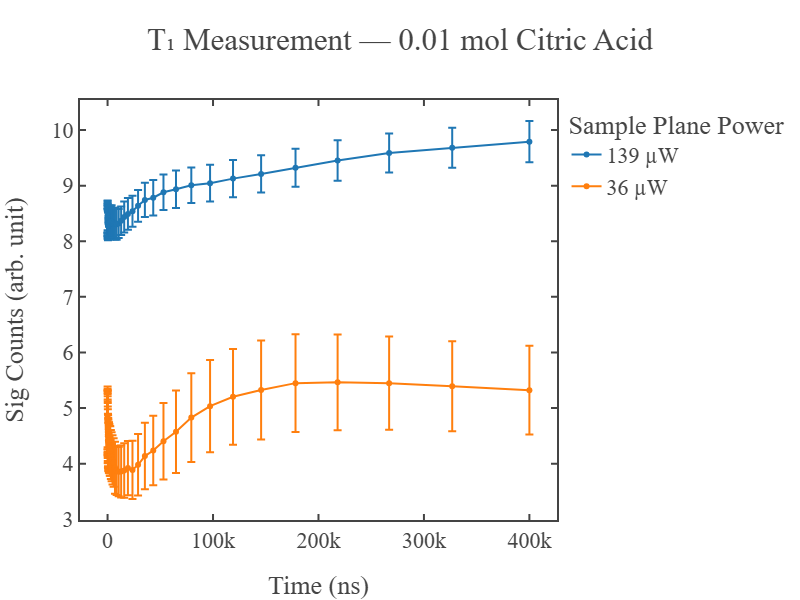 T₁ Measurement — 0.01 mol Citric Acid
Sample Plane Power
139 µW
36 µW
Sig Counts (arb. unit)
10
9
8
7
6
5
4
3
0
100k
200k
300k
400k
Time (ns)